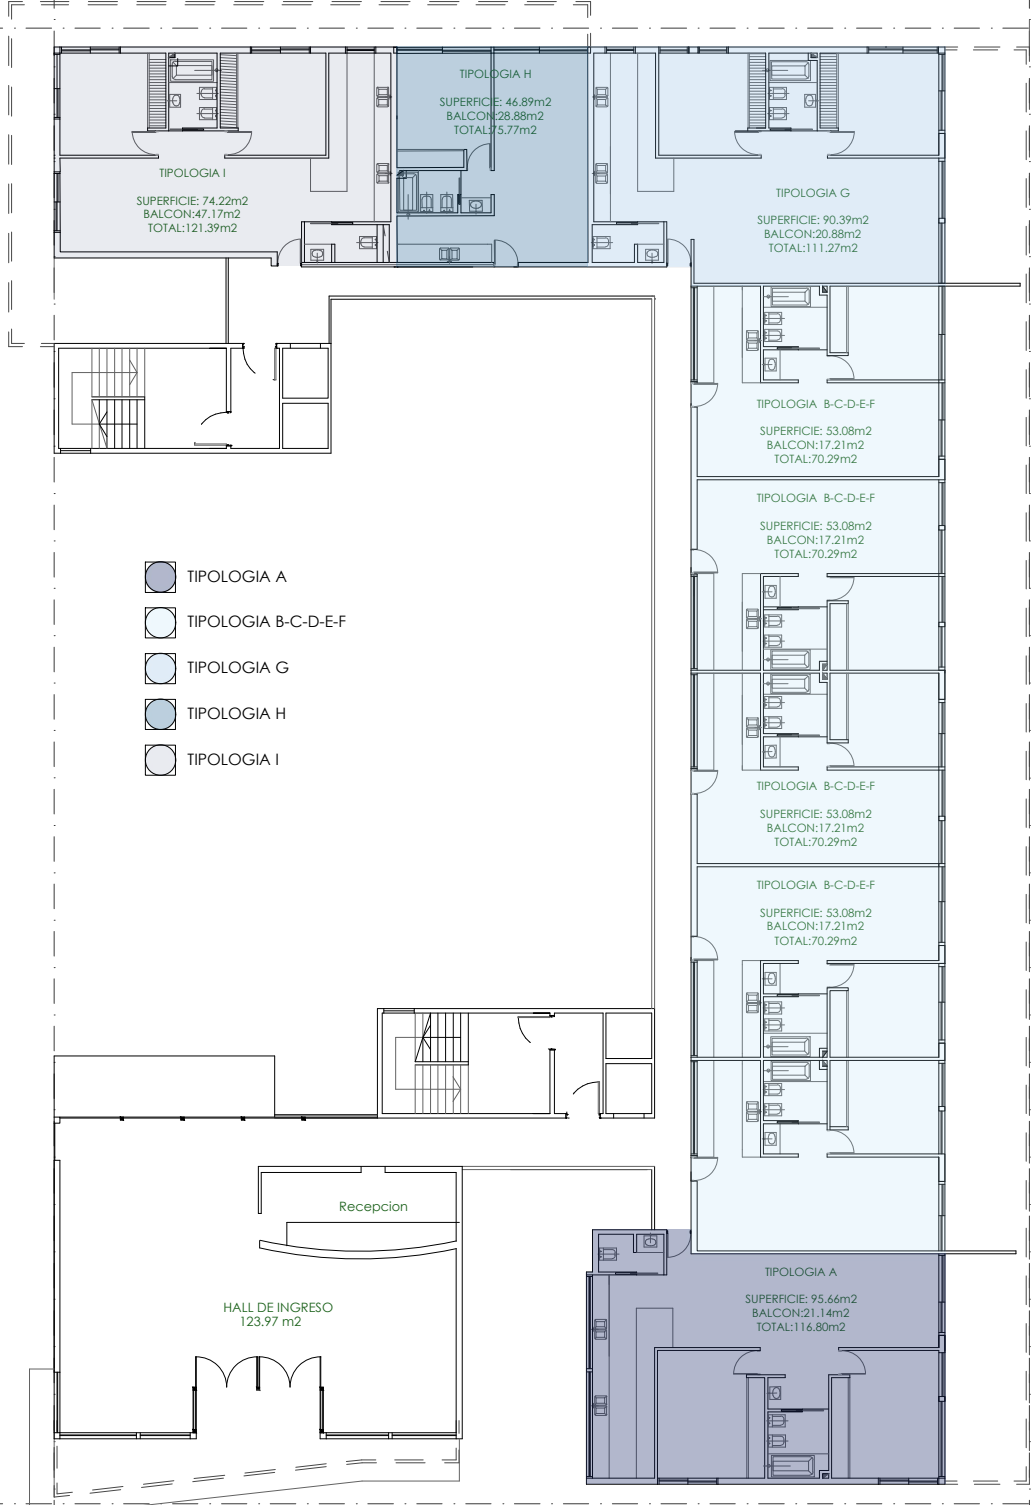 TIPOLOGIA H
SUPERFICIE: 46.89m2
BALCON:28.88m2
TOTAL:75.77m2
TIPOLOGIA I
SUPERFICIE: 74.22m2
BALCON:47.17m2
TOTAL:121.39m2
TIPOLOGIA G
SUPERFICIE: 90.39m2
BALCON:20.88m2
TOTAL:111.27m2
TIPOLOGIA B-C-D-E-F
SUPERFICIE: 53.08m2
BALCON:17.21m2
TOTAL:70.29m2
TIPOLOGIA B-C-D-E-F
SUPERFICIE: 53.08m2
BALCON:17.21m2
TOTAL:70.29m2
TIPOLOGIA A
TIPOLOGIA B-C-D-E-F
TIPOLOGIA G
TIPOLOGIA H
TIPOLOGIA I
TIPOLOGIA B-C-D-E-F
SUPERFICIE: 53.08m2
BALCON:17.21m2
TOTAL:70.29m2
TIPOLOGIA B-C-D-E-F
SUPERFICIE: 53.08m2
BALCON:17.21m2
TOTAL:70.29m2
Recepcion
HALL DE INGRESO
123.97 m2
TIPOLOGIA A
SUPERFICIE: 95.66m2
BALCON:21.14m2
TOTAL:116.80m2